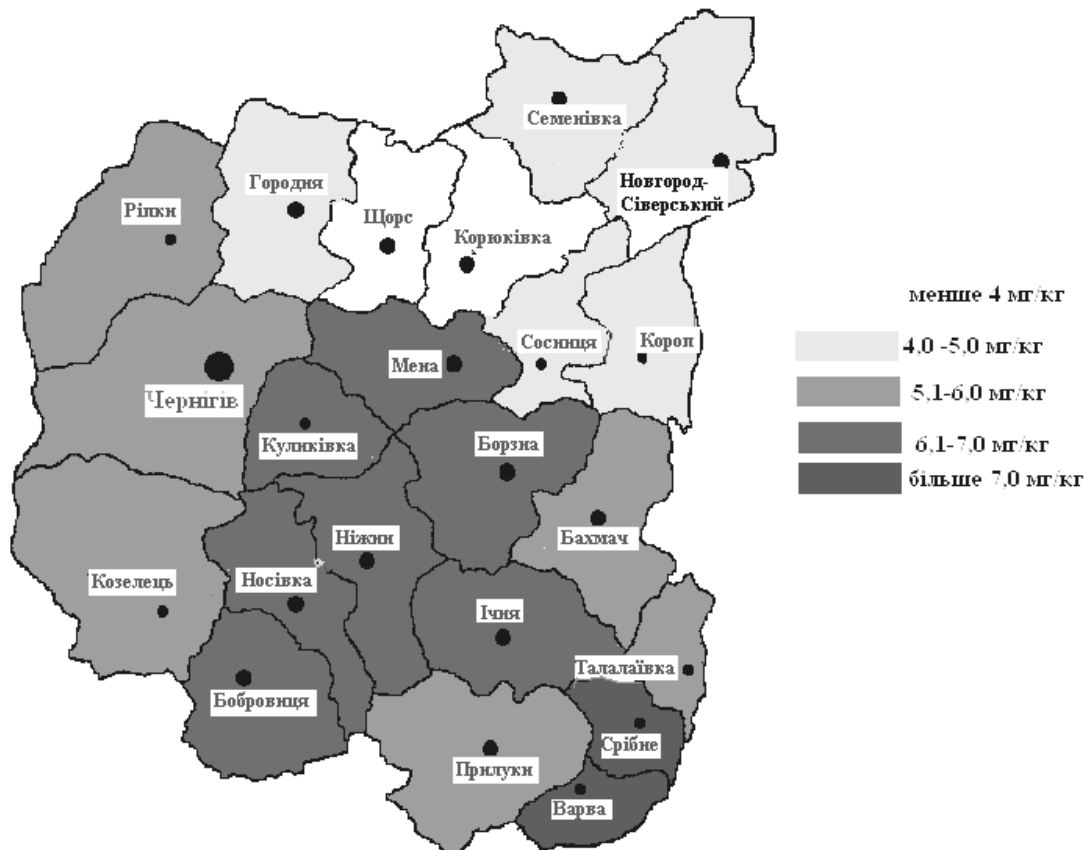 Семенівка
Новгород-
Сіверський
Городня
Ріпки
Щорс
Корюківка
менше 4 мг/кг
Сосниця
Короп
4,0 -5,0 мг/кг
Мена
Чернігів
5,1-6,0 мг/кг
Куликівка
Борзна
6,1-7,0 мг/кг
більше 7,0 мг/кг
Ніжин
Бахмач
Козелець
Носівка
Ічня
Талалаївка
Бобровиця
Срібне
Прилуки
Варва